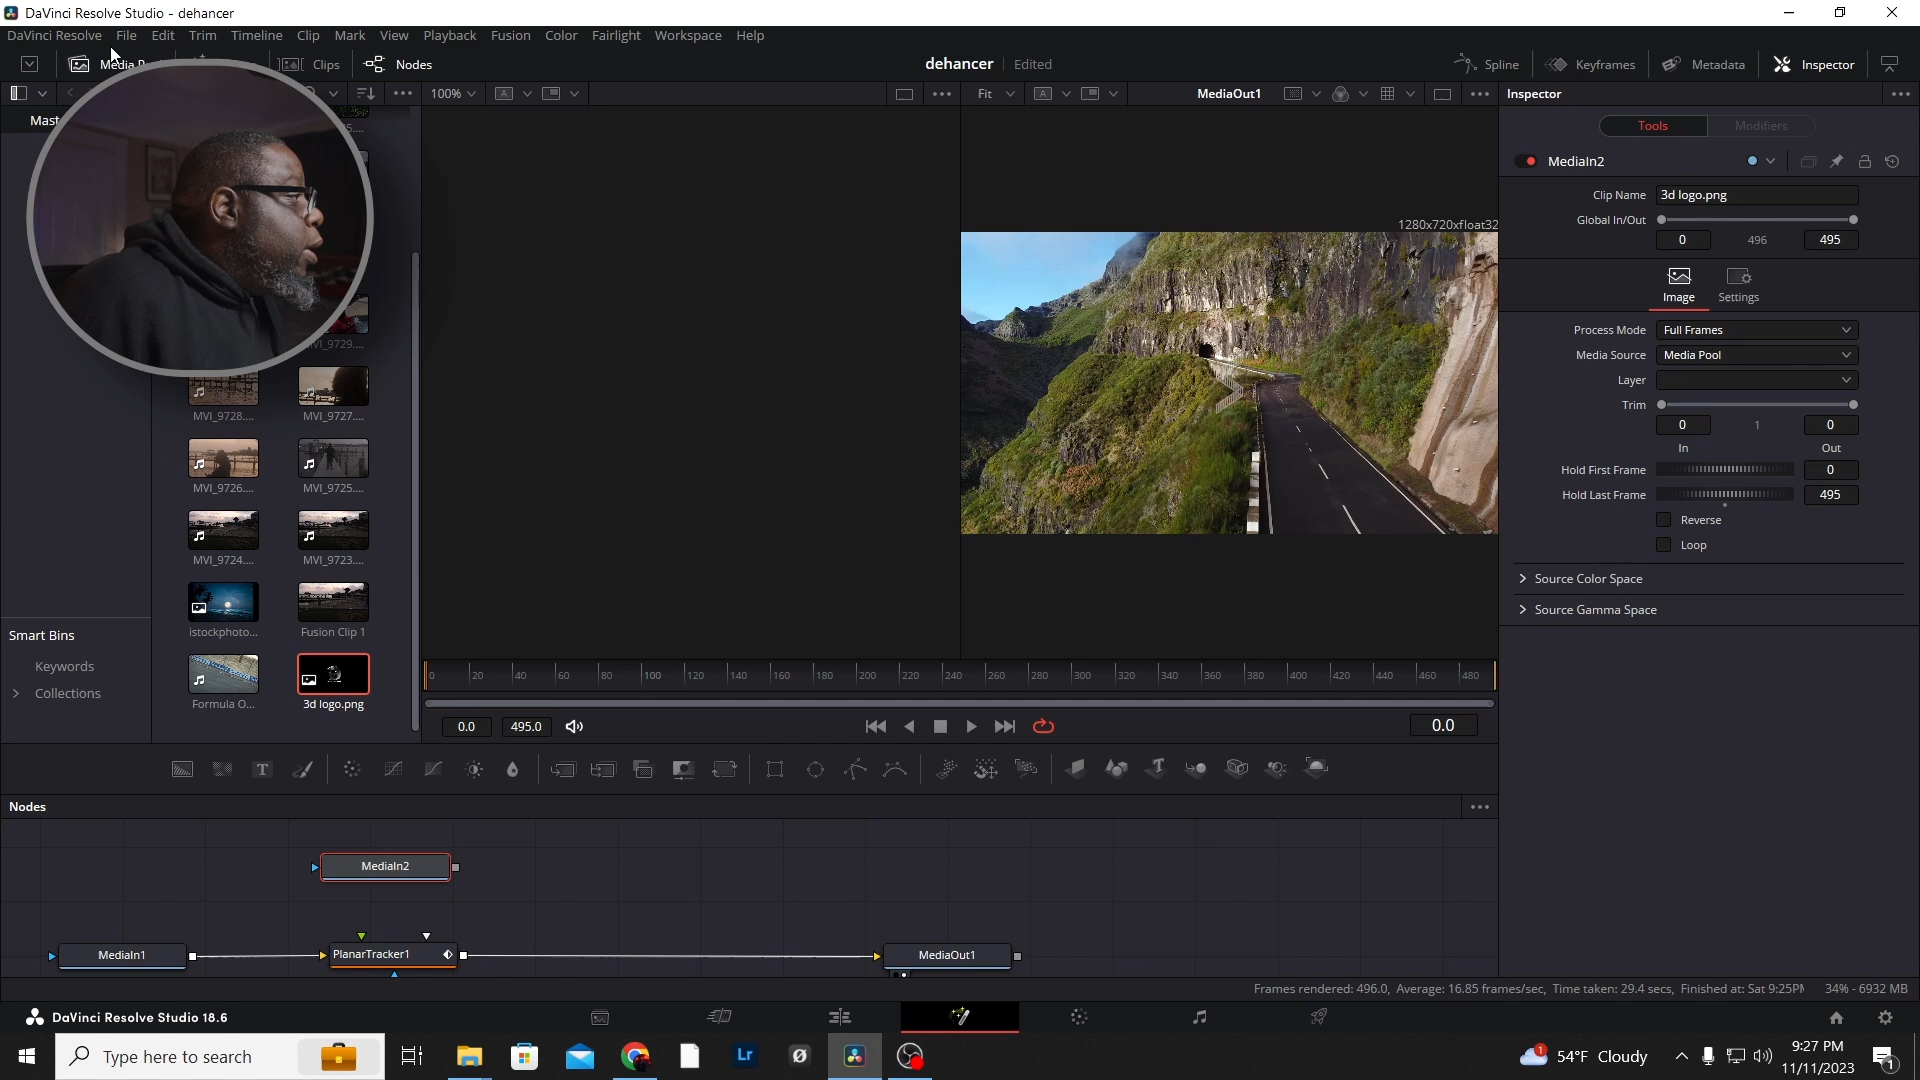 DaVinci Resolve Studio - dehancer
DaVinci Resolve File Edit Trim Timeline Clip Mark View Playback Fusion Color Fairlight Workspace Help
Clips Nodes dehancer Edited Spline Keyframes Metadata Inspector
100% Fit MediaOut1 Inspector
Tools Modifiers
MediaIn2
Clip Name 3d logo.png
Global In/Out
0 496 495
1280x720xfloat32
Image Settings
Process Mode Full Frames
Media Source Media Pool
Layer
Trim
0 1 0
In Out
Hold First Frame 0
Hold Last Frame 495
Reverse
Loop
Source Color Space
Source Gamma Space
MVI_9728.... MVI_9727....
MVI_9726.... MVI_9725....
MVI_9724.... MVI_9723....
istockphoto... Fusion Clip 1
Formula O... 3d logo.png
Smart Bins
Keywords
Collections
0 20 40 60 80 100 120 140 160 180 200 220 240 260 280 300 320 340 360 380 400 420 440 460 480
0.0 495.0 0.0
Nodes
MediaIn2
MediaIn1 PlanarTracker1 MediaOut1
Frames rendered: 496.0, Average: 16.85 frames/sec, Time taken: 29.4 secs, Finished at: Sat 9:25PM 34% - 6932 MB
DaVinci Resolve Studio 18.6
Type here to search
Lr
54°F Cloudy
9:27 PM
11/11/2023
1